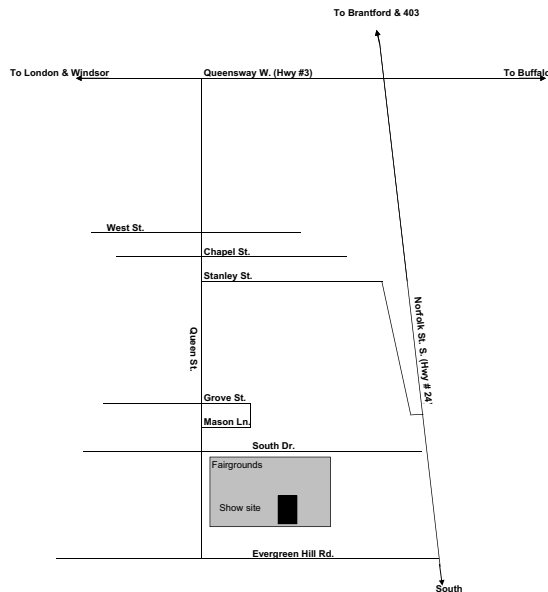 To Brantford & 403
To London & Windsor
Queensway W. (Hwy #3)
To Buffalo
West St.
Chapel St.
Stanley St.
Norfolk St. S. (Hwy # 24'
Queen St.
Grove St.
Mason Ln.
South Dr.
Fairgrounds
Show site
Evergreen Hill Rd.
South